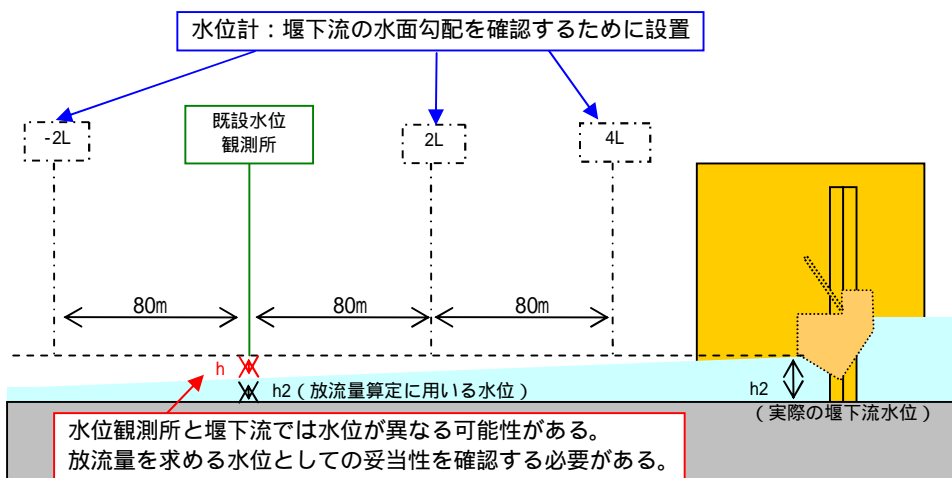 水位計：堰下流の水面勾配を確認するために設置
-2L
既設水位
観測所
2L
4L
80m
80m
80m
h
h2（放流量算定に用いる水位）
h2
（実際の堰下流水位）
水位観測所と堰下流では水位が異なる可能性がある。
放流量を求める水位としての妥当性を確認する必要がある。